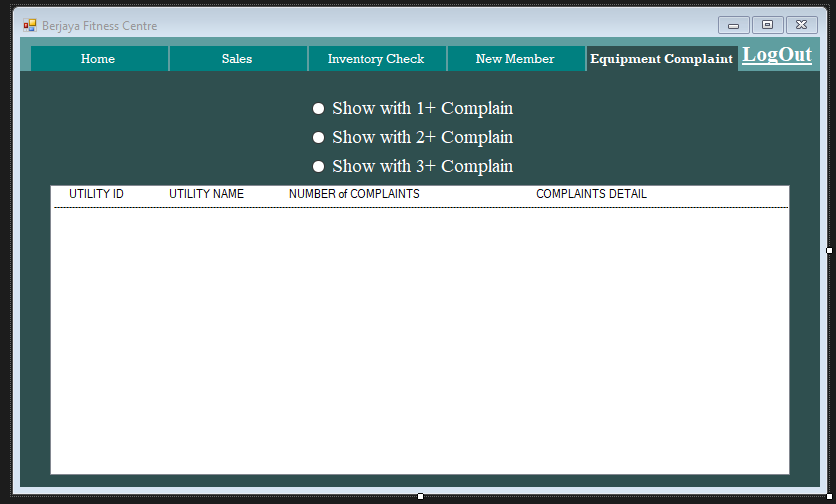 Berjaya Fitness Centre
Home Sales Inventory Check New Member Equipment Complaint LogOut
Show with 1+ Complain
Show with 2+ Complain
Show with 3+ Complain
UTILITY ID UTILITY NAME NUMBER of COMPLAINTS COMPLAINTS DETAIL